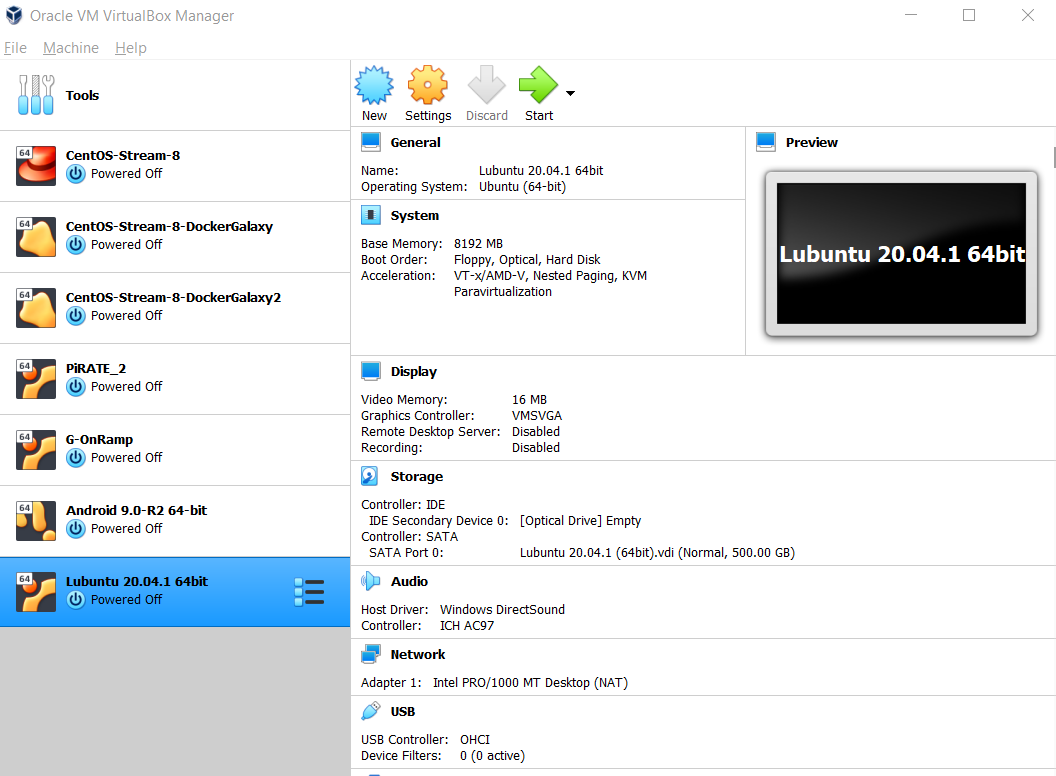 Oracle VM VirtualBox Manager
File Machine Help
Tools
64
CentOS-Stream-8
Powered Off
64
CentOS-Stream-8-DockerGalaxy
Powered Off
64
CentOS-Stream-8-DockerGalaxy2
Powered Off
64
PiRATE_2
Powered Off
64
G-OnRamp
Powered Off
64
Android 9.0-R2 64-bit
Powered Off
64
Lubuntu 20.04.1 64bit
Powered Off
New Settings Discard Start
General
Name: Lubuntu 20.04.1 64bit
Operating System: Ubuntu (64-bit)
System
Base Memory: 8192 MB
Boot Order: Floppy, Optical, Hard Disk
Acceleration: VT-x/AMD-V, Nested Paging, KVM
Paravirtualization
Preview
Lubuntu 20.04.1 64bit
Display
Video Memory: 16 MB
Graphics Controller: VMSVGA
Remote Desktop Server: Disabled
Recording: Disabled
Storage
Controller: IDE
IDE Secondary Device 0: [Optical Drive] Empty
Controller: SATA
SATA Port 0: Lubuntu 20.04.1 (64bit).vdi (Normal, 500.00 GB)
Audio
Host Driver: Windows DirectSound
Controller: ICH AC97
Network
Adapter 1: Intel PRO/1000 MT Desktop (NAT)
USB
USB Controller: OHCI
Device Filters: 0 (0 active)